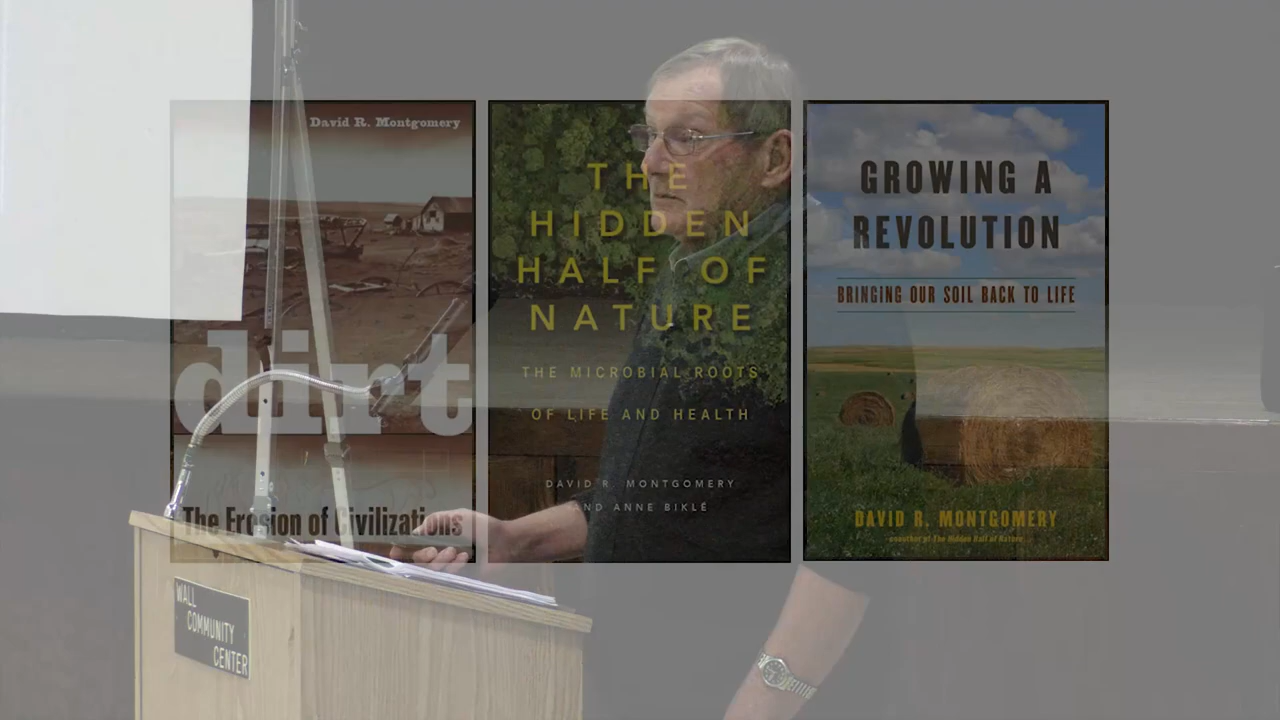 David R. Montgomery
dirt
The Erosion of Civilizations
THE
HIDDEN
HALF OF
NATURE
THE MICROBIAL ROOTS
OF LIFE AND HEALTH
DAVID R. MONTGOMERY
AND ANNE BIKLÉ
GROWING A
REVOLUTION
BRINGING OUR SOIL BACK TO LIFE
DAVID R. MONTGOMERY
coauthor of The Hidden Half of Nature
WALL
COMMUNITY
CENTER